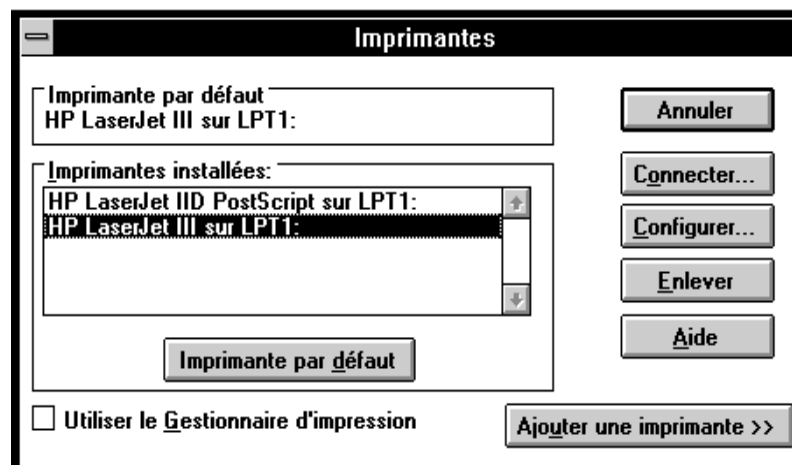 Imprimantes
Imprimante par défaut
HP LaserJet III sur LPT1:
Annuler
Imprimantes installées:
HP LaserJet IID PostScript sur LPT1:
HP LaserJet III sur LPT1:
Connecter...
Configurer...
Enlever
Aide
Imprimante par défaut
Utiliser le Gestionnaire d'impression
Ajouter une imprimante >>